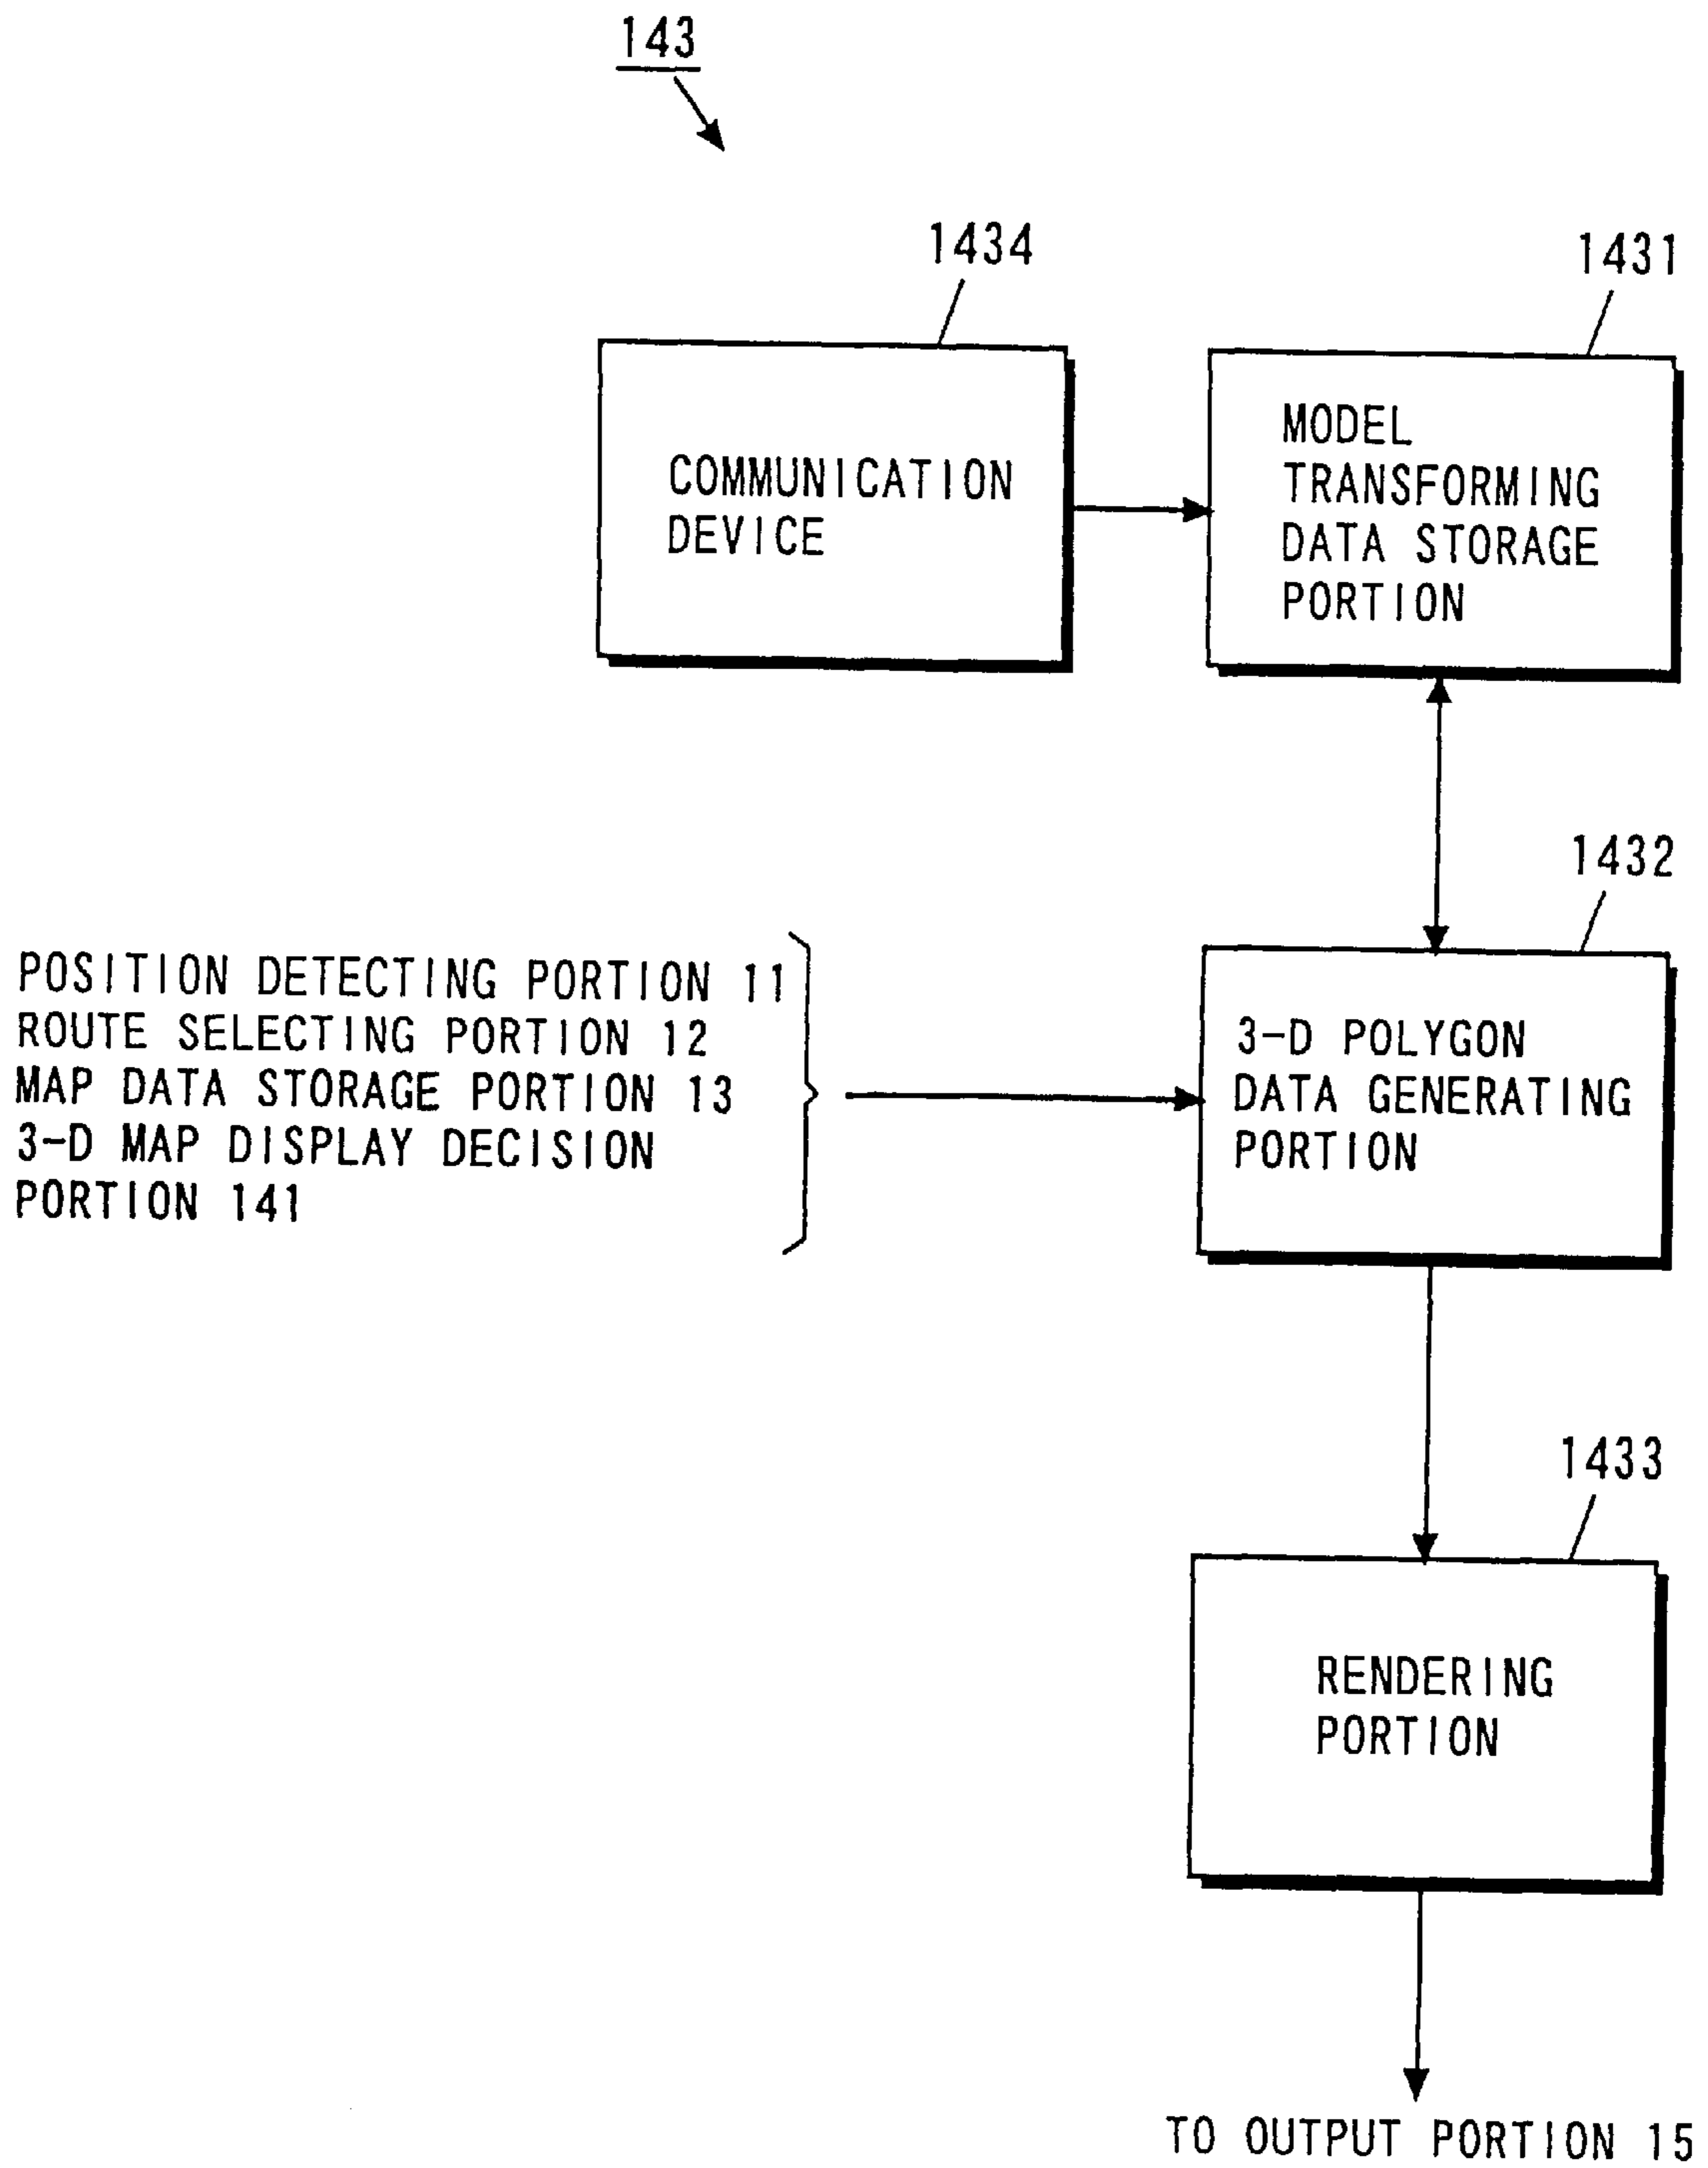 143
1434
1431
COMMUNICATION
DEVICE
MODEL
TRANSFORMING
DATA STORAGE
PORTION
1432
POSITION DETECTING PORTION 11
ROUTE SELECTING PORTION 12
MAP DATA STORAGE PORTION 13
3-D MAP DISPLAY DECISION
PORTION 141
3-D POLYGON
DATA GENERATING
PORTION
1433
RENDERING
PORTION
TO OUTPUT PORTION 15